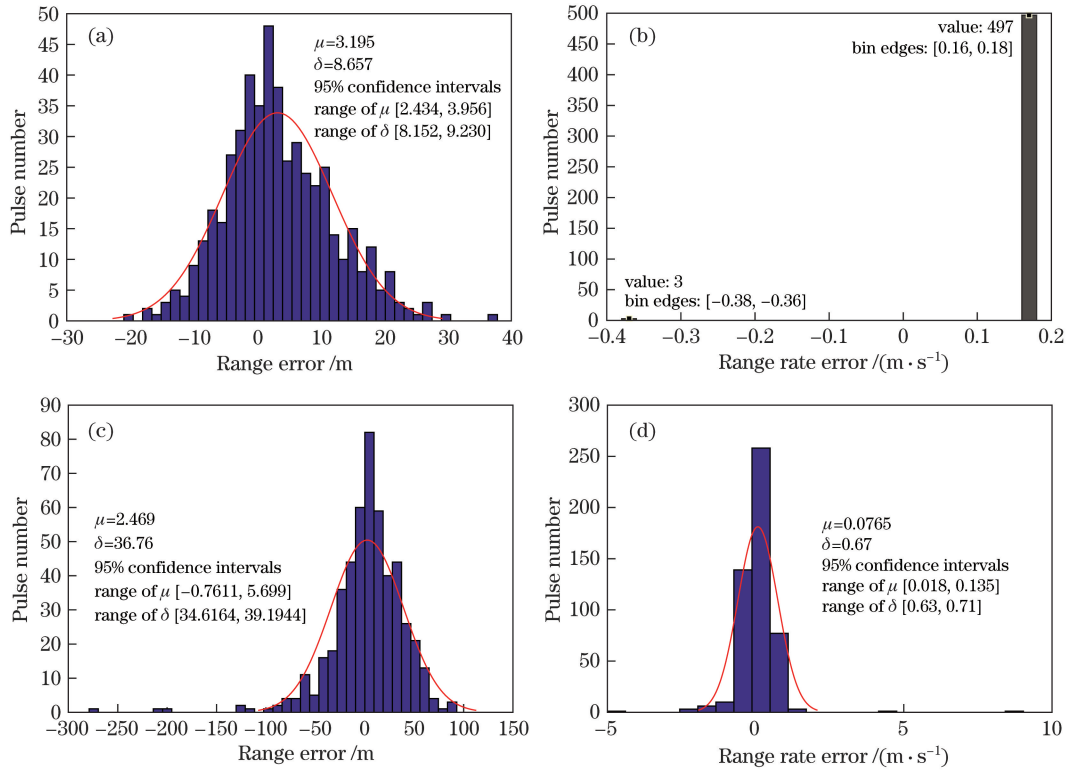 (a)
μ=3.195
δ=8.657
95% confidence intervals
range of μ [2.434, 3.956]
range of δ [8.152, 9.230]
50
45
40
35
30
25
20
15
10
5
0
Pulse number
−30
−20
−10
0
10
20
30
40
Range error /m
(b)
value: 497
bin edges: [0.16, 0.18]
value: 3
bin edges: [−0.38, −0.36]
500
450
400
350
300
250
200
150
100
50
0
Pulse number
−0.4
−0.3
−0.2
−0.1
0
0.1
0.2
Range rate error /(m · s⁻¹)
(c)
μ=2.469
δ=36.76
95% confidence intervals
range of μ [−0.7611, 5.699]
range of δ [34.6164, 39.1944]
90
80
70
60
50
40
30
20
10
0
Pulse number
−300
−250
−200
−150
−100
−50
0
50
100
150
Range error /m
(d)
μ=0.0765
δ=0.67
95% confidence intervals
range of μ [0.018, 0.135]
range of δ [0.63, 0.71]
300
250
200
150
100
50
0
Pulse number
−5
0
5
10
Range rate error /(m · s⁻¹)